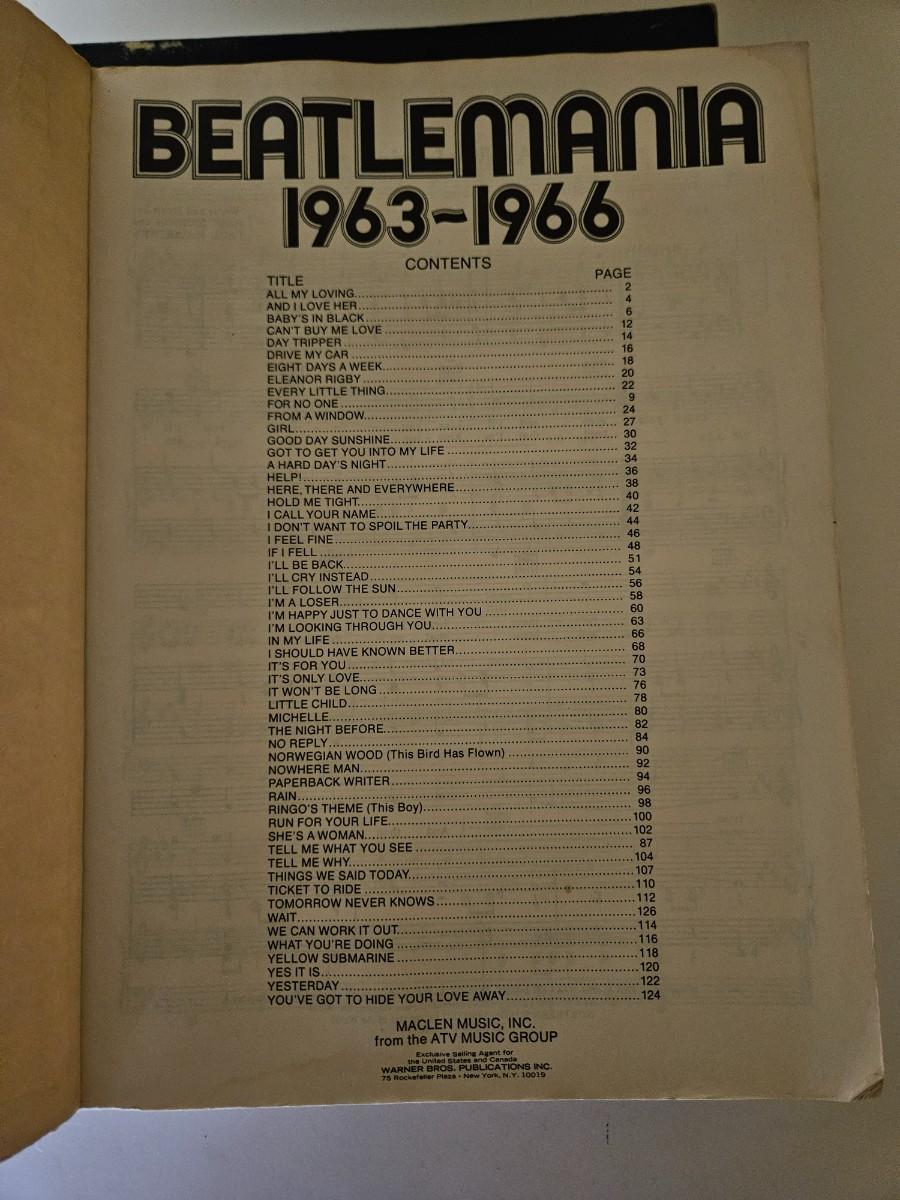 BEATLEMANIA
1963~1966
CONTENTS
TITLE PAGE
ALL MY LOVING 2
AND I LOVE HER 4
BABY'S IN BLACK 6
CAN'T BUY ME LOVE 12
DAY TRIPPER 14
DRIVE MY CAR 16
EIGHT DAYS A WEEK 18
ELEANOR RIGBY 20
EVERY LITTLE THING 22
FOR NO ONE 9
FROM A WINDOW 24
GIRL 27
GOOD DAY SUNSHINE 30
GOT TO GET YOU INTO MY LIFE 32
A HARD DAY'S NIGHT 34
HELP! 36
HERE, THERE AND EVERYWHERE 38
HOLD ME TIGHT 40
I CALL YOUR NAME 42
I DON'T WANT TO SPOIL THE PARTY 44
I FEEL FINE 46
IF I FELL 48
I'LL BE BACK 51
I'LL CRY INSTEAD 54
I'LL FOLLOW THE SUN 56
I'M A LOSER 58
I'M HAPPY JUST TO DANCE WITH YOU 60
I'M LOOKING THROUGH YOU 63
IN MY LIFE 66
I SHOULD HAVE KNOWN BETTER 68
IT'S FOR YOU 70
IT'S ONLY LOVE 73
IT WON'T BE LONG 76
LITTLE CHILD 78
MICHELLE 80
THE NIGHT BEFORE 82
NO REPLY 84
NORWEGIAN WOOD (This Bird Has Flown) 90
NOWHERE MAN 92
PAPERBACK WRITER 94
RAIN 96
RINGO'S THEME (This Boy) 98
RUN FOR YOUR LIFE 100
SHE'S A WOMAN 102
TELL ME WHAT YOU SEE 87
TELL ME WHY 104
THINGS WE SAID TODAY 107
TICKET TO RIDE 110
TOMORROW NEVER KNOWS 112
WAIT 126
WE CAN WORK IT OUT 114
WHAT YOU'RE DOING 116
YELLOW SUBMARINE 118
YES IT IS 120
YESTERDAY 122
YOU'VE GOT TO HIDE YOUR LOVE AWAY 124
MACLEN MUSIC, INC.
from the ATV MUSIC GROUP
Exclusive Selling Agent for
the United States and Canada
WARNER BROS. PUBLICATIONS INC.
75 Rockefeller Plaza • New York, N.Y. 10019